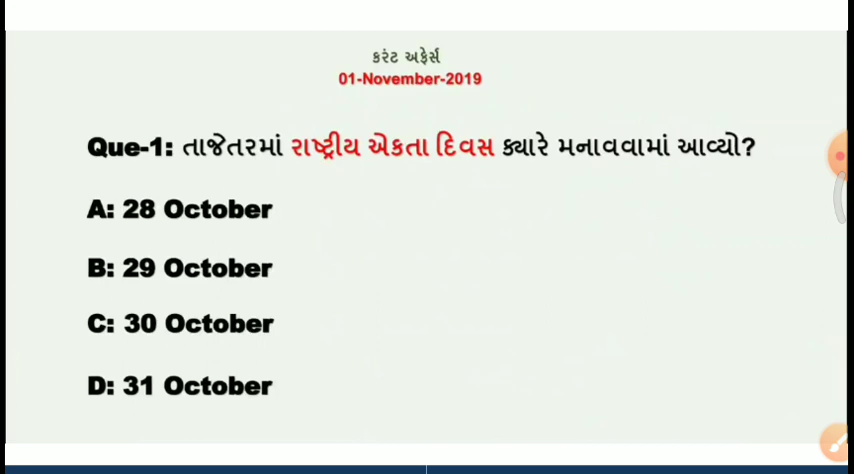 કરંટ અફેર્સ
01-November-2019
Que-1: તાજેતરમાં રાષ્ટ્રીય એકતા દિવસ ક્યારે મનાવવામાં આવ્યો?
A: 28 October
B: 29 October
C: 30 October
D: 31 October